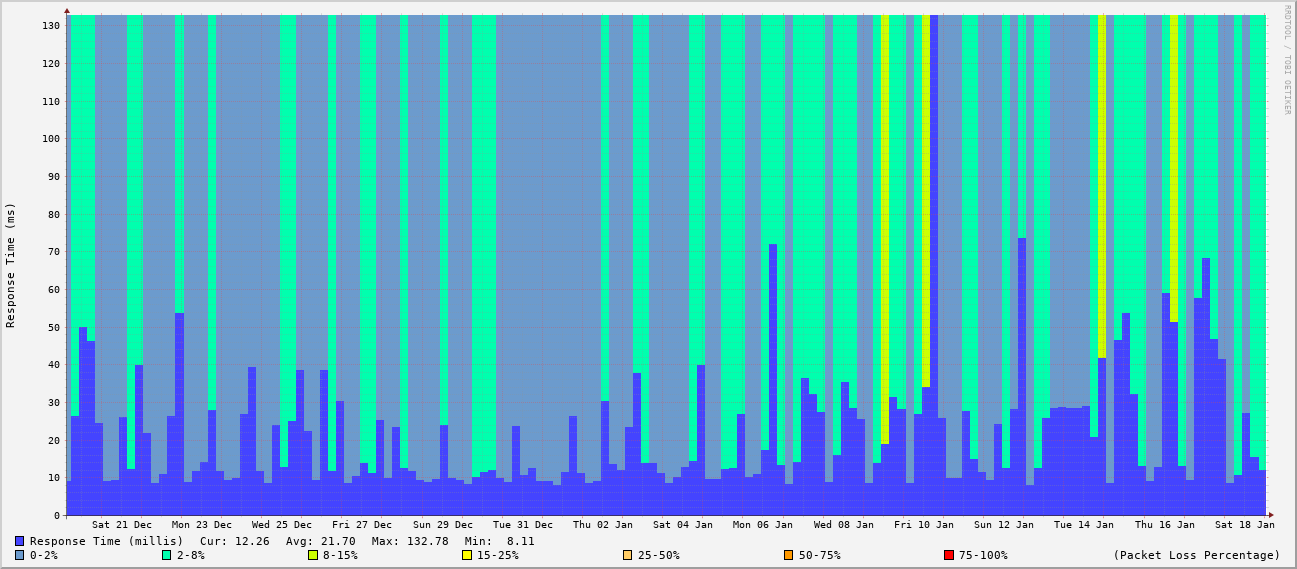 130
120
110
100
90
80
70
60
50
40
30
20
10
0
Response Time (ms)
RRDTOOL / TOBI OETIKER
Sat 21 Dec Mon 23 Dec Wed 25 Dec Fri 27 Dec Sun 29 Dec Tue 31 Dec Thu 02 Jan Sat 04 Jan Mon 06 Jan Wed 08 Jan Fri 10 Jan Sun 12 Jan Tue 14 Jan Thu 16 Jan Sat 18 Jan
Response Time (millis) Cur: 12.26 Avg: 21.70 Max: 132.78 Min: 8.11
0-2% 2-8% 8-15% 15-25% 25-50% 50-75% 75-100% (Packet Loss Percentage)